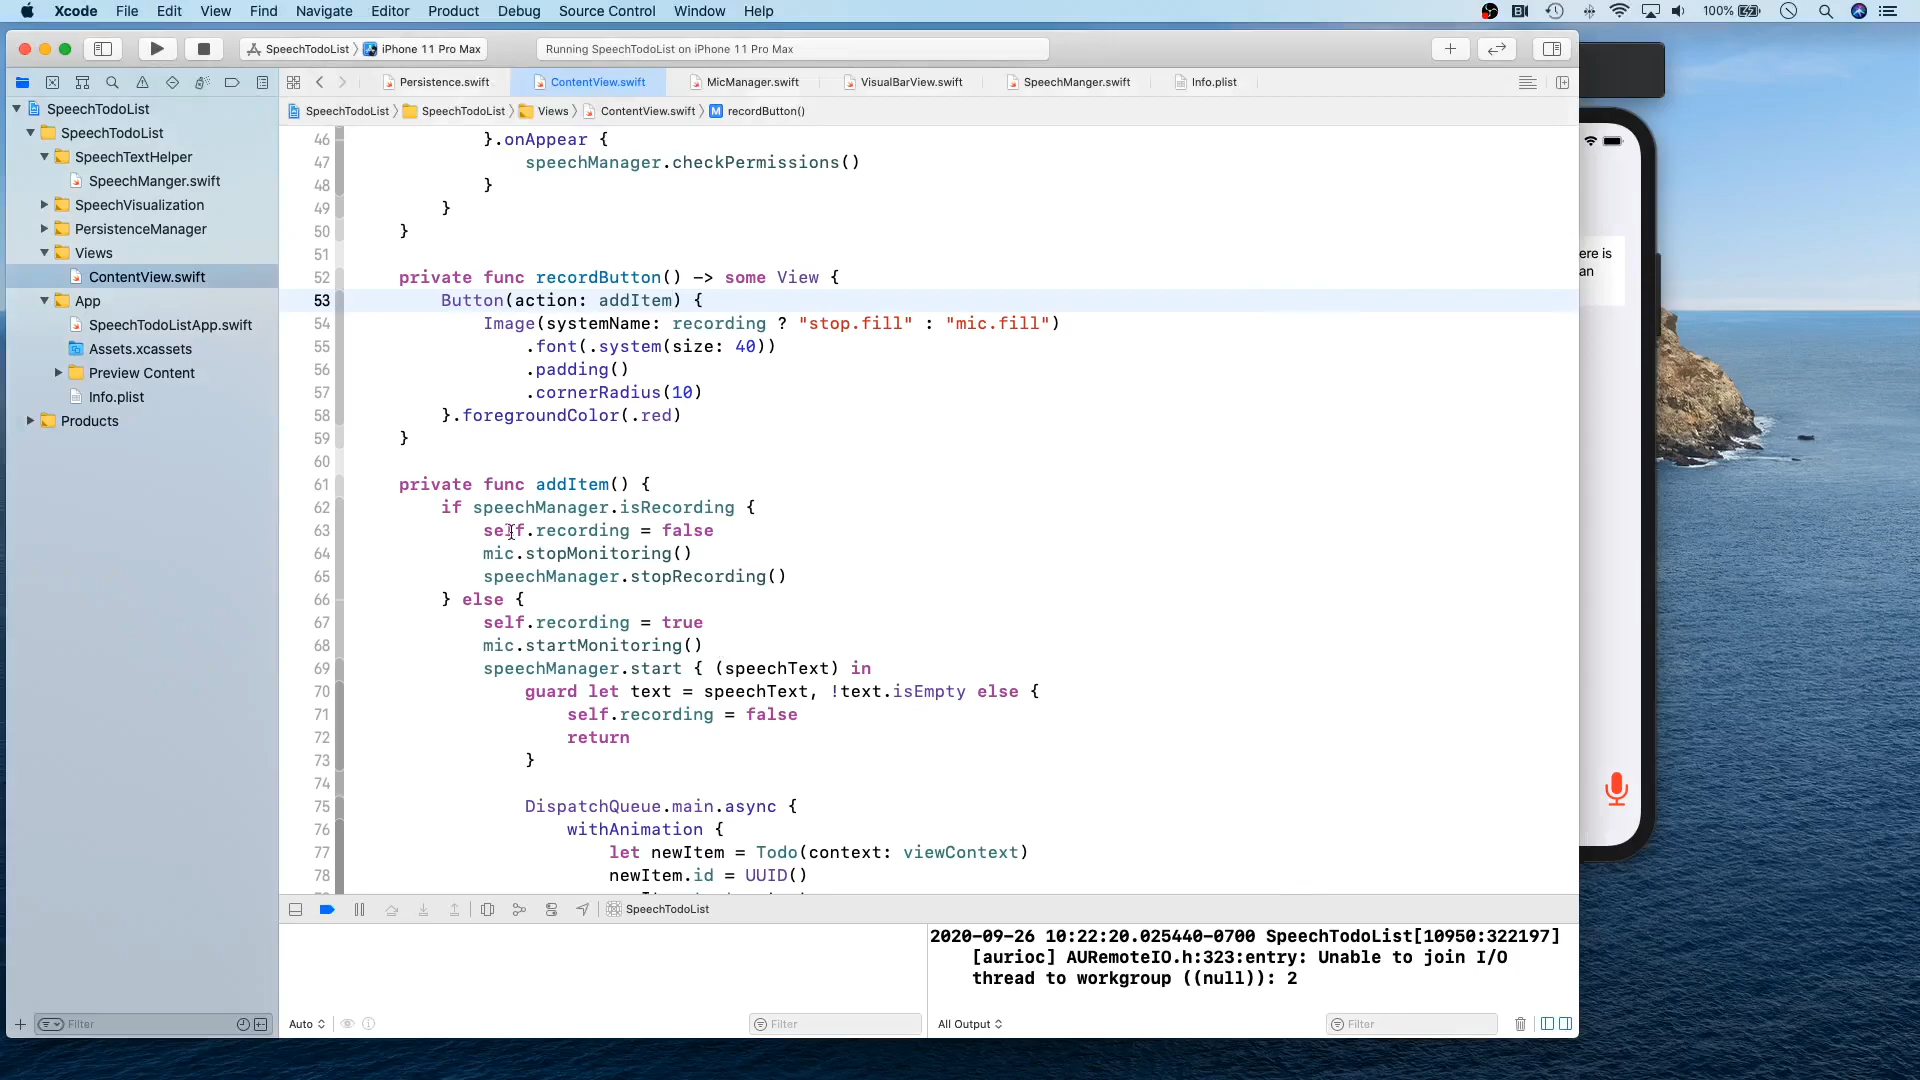 Xcode File Edit View Find Navigate Editor Product Debug Source Control Window Help 100%
SpeechTodoList iPhone 11 Pro Max Running SpeechTodoList on iPhone 11 Pro Max
Persistence.swift ContentView.swift MicManager.swift VisualBarView.swift SpeechManger.swift Info.plist
SpeechTodoList SpeechTodoList Views ContentView.swift M recordButton()
SpeechTodoList
SpeechTodoList
SpeechTextHelper
SpeechManger.swift
SpeechVisualization
PersistenceManager
Views
ContentView.swift
App
SpeechTodoListApp.swift
Assets.xcassets
Preview Content
Info.plist
Products
46 }.onAppear {
47 speechManager.checkPermissions()
48 }
49 }
50 }
51
52 private func recordButton() -> some View {
53 Button(action: addItem) {
54 Image(systemName: recording ? "stop.fill" : "mic.fill")
55 .font(.system(size: 40))
56 .padding()
57 .cornerRadius(10)
58 }.foregroundColor(.red)
59 }
60
61 private func addItem() {
62 if speechManager.isRecording {
63 self.recording = false
64 mic.stopMonitoring()
65 speechManager.stopRecording()
66 } else {
67 self.recording = true
68 mic.startMonitoring()
69 speechManager.start { (speechText) in
70 guard let text = speechText, !text.isEmpty else {
71 self.recording = false
72 return
73 }
74
75 DispatchQueue.main.async {
76 withAnimation {
77 let newItem = Todo(context: viewContext)
78 newItem.id = UUID()
ere is
an
SpeechTodoList
2020-09-26 10:22:20.025440-0700 SpeechTodoList[10950:322197]
[aurioc] AURemoteIO.h:323:entry: Unable to join I/O
thread to workgroup ((null)): 2
Filter
Auto Filter
All Output Filter